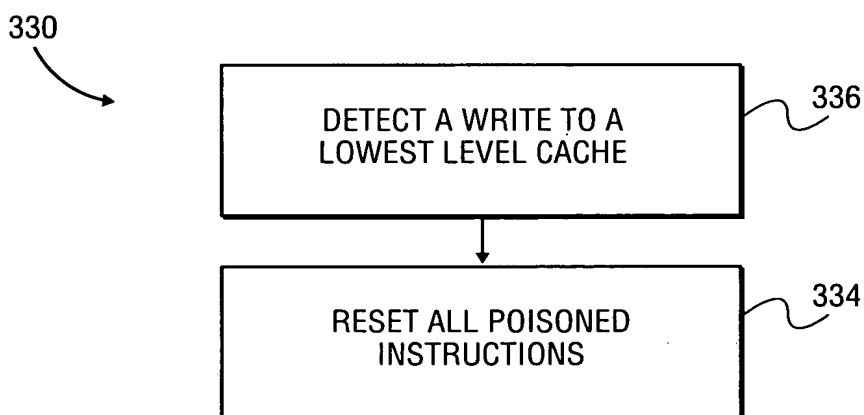 330
DETECT A WRITE TO A
LOWEST LEVEL CACHE
336
RESET ALL POISONED
INSTRUCTIONS
334